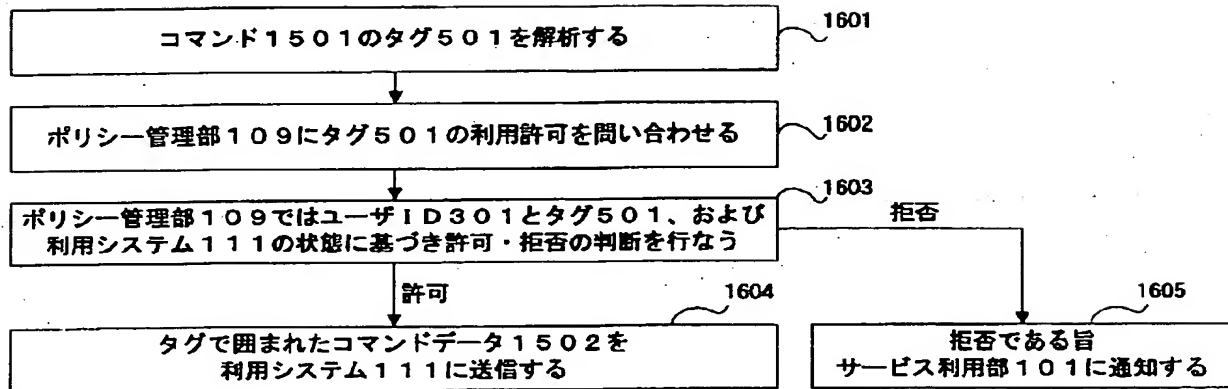 コマンド1501のタグ501を解析する
1601
ポリシー管理部109にタグ501の利用許可を問い合わせる
1602
ポリシー管理部109ではユーザID301とタグ501、および
利用システム111の状態に基づき許可・拒否の判断を行なう
1603
拒否
許可
タグで囲まれたコマンドデータ1502を
利用システム111に送信する
1604
拒否である旨
サービス利用部101に通知する
1605